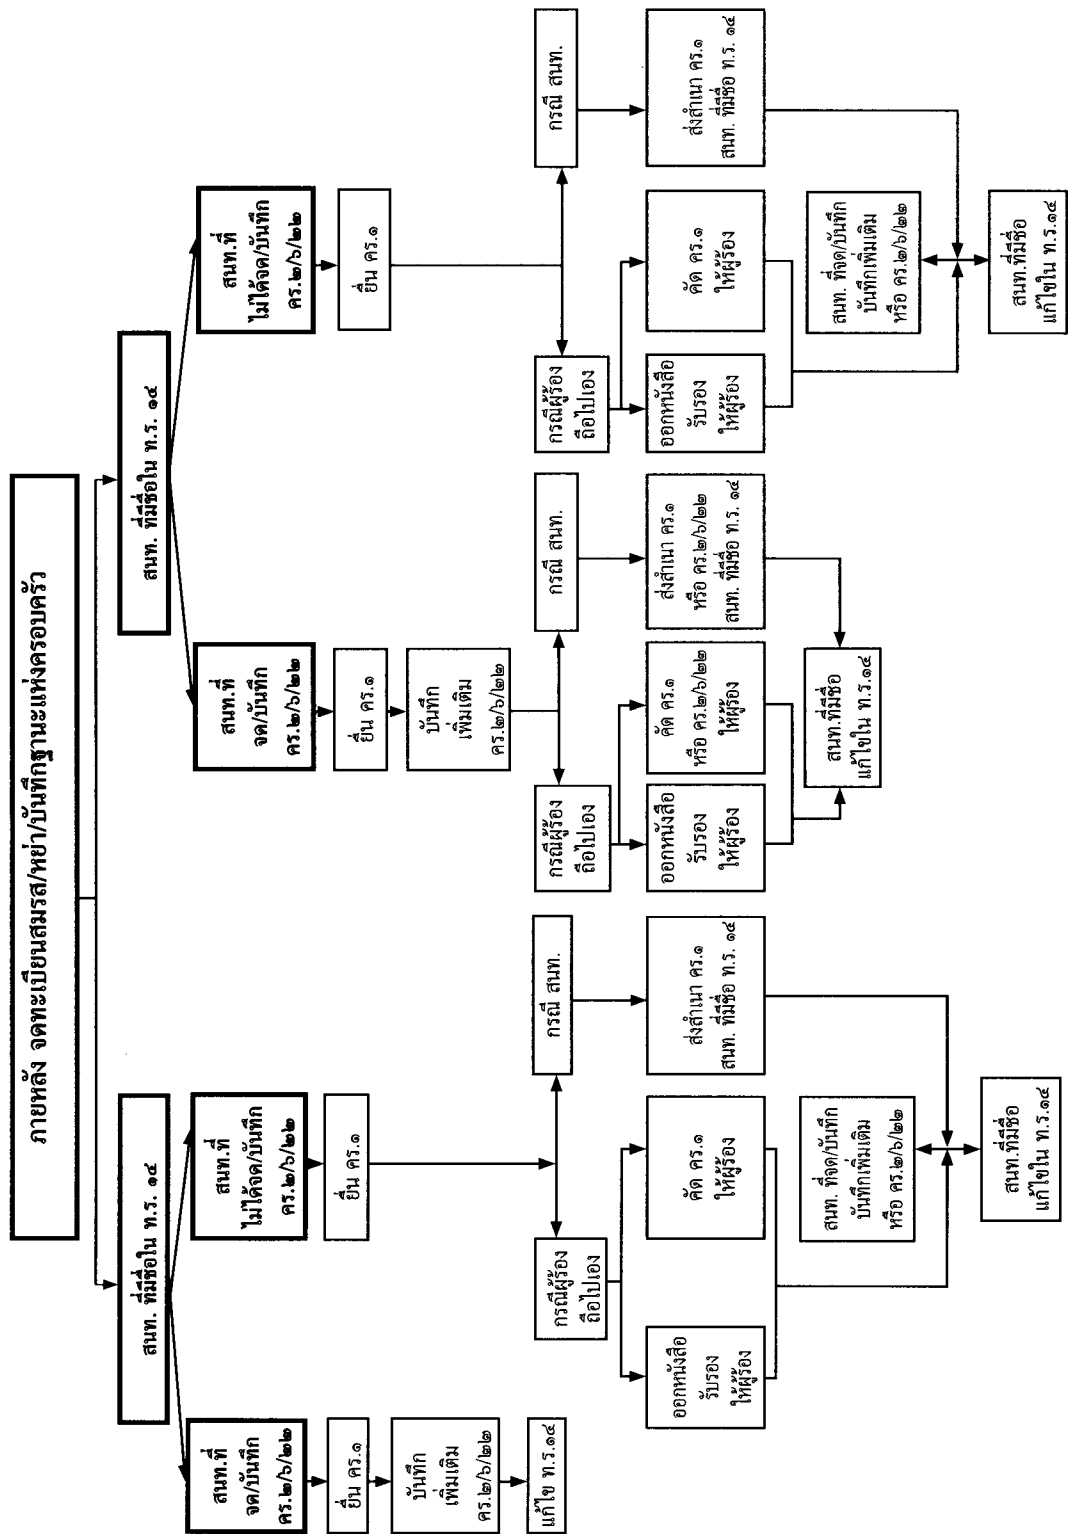 ภายหลัง จดทะเบียนสมรส/หย่า/บันทึกฐานะแห่งครอบครัว
สนท. ที่มีชื่อใน ท.ร. ๑๔
สนท.ที่
จด/บันทึก
คร.๒/๖/๒๒
ยื่น คร.๑
บันทึก
เพิ่มเติม
คร.๒/๖/๒๒
แก้ไข ท.ร.๑๔
สนท.ที่
ไม่ได้จด/บันทึก
คร.๒/๖/๒๒
ยื่น คร.๑
กรณีผู้ร้อง
ถือไปเอง
กรณี สนท.
ออกหนังสือ
รับรอง
ให้ผู้ร้อง
คัด คร.๑
ให้ผู้ร้อง
ส่งสำเนา คร.๑
สนท. ที่มีชื่อ ท.ร. ๑๔
สนท. ที่จด/บันทึก
บันทึกเพิ่มเติม
หรือ คร.๒/๖/๒๒
สนท.ที่มีชื่อ
แก้ไขใน ท.ร.๑๔
สนท. ที่มีชื่อใน ท.ร. ๑๔
สนท.ที่
จด/บันทึก
คร.๒/๖/๒๒
ยื่น คร.๑
บันทึก
เพิ่มเติม
คร.๒/๖/๒๒
กรณีผู้ร้อง
ถือไปเอง
กรณี สนท.
ออกหนังสือ
รับรอง
ให้ผู้ร้อง
คัด คร.๑
หรือ คร.๒/๖/๒๒
ให้ผู้ร้อง
ส่งสำเนา คร.๑
หรือ คร.๒/๖/๒๒
สนท. ที่มีชื่อ ท.ร. ๑๔
สนท.ที่มีชื่อ
แก้ไขใน ท.ร.๑๔
สนท.ที่
ไม่ได้จด/บันทึก
คร.๒/๖/๒๒
ยื่น คร.๑
กรณีผู้ร้อง
ถือไปเอง
กรณี สนท.
ออกหนังสือ
รับรอง
ให้ผู้ร้อง
คัด คร.๑
ให้ผู้ร้อง
ส่งสำเนา คร.๑
สนท. ที่มีชื่อ ท.ร. ๑๔
สนท. ที่จด/บันทึก
บันทึกเพิ่มเติม
หรือ คร.๒/๖/๒๒
สนท.ที่มีชื่อ
แก้ไขใน ท.ร.๑๔